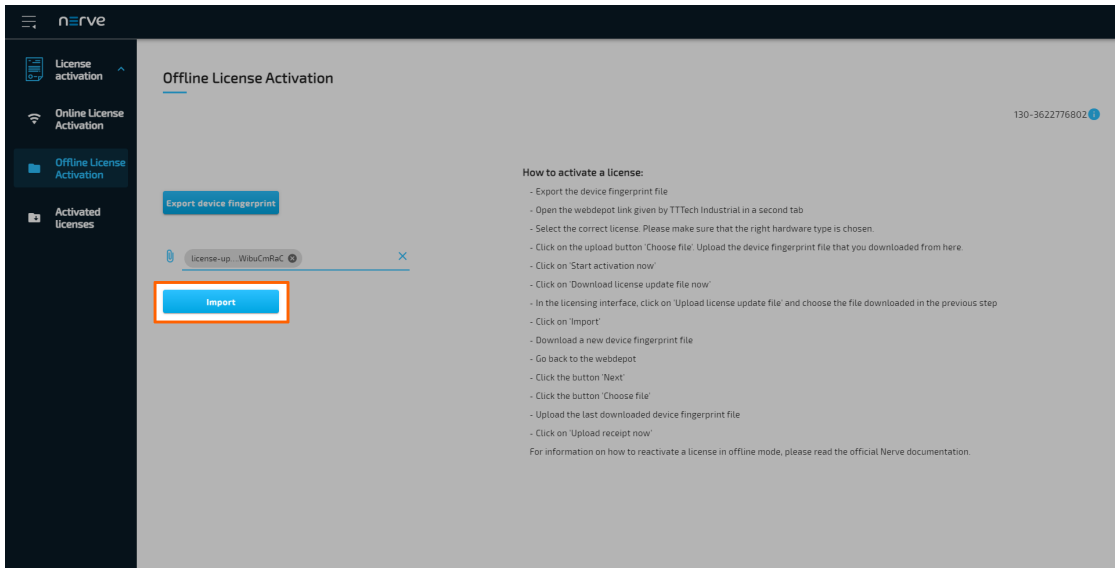 nerve
License
activation
Online License
Activation
Offline License
Activation
Activated
licenses
Offline License Activation
130-3622776802
Export device fingerprint
license-up...WibuCmRaC
Import
How to activate a license:
- Export the device fingerprint file
- Open the webdepot link given by TTTech Industrial in a second tab
- Select the correct license. Please make sure that the right hardware type is chosen.
- Click on the upload button 'Choose file'. Upload the device fingerprint file that you downloaded from here.
- Click on 'Start activation now'
- Click on 'Download license update file now'
- In the licensing interface, click on 'Upload license update file' and choose the file downloaded in the previous step
- Click on 'Import'
- Download a new device fingerprint file
- Go back to the webdepot
- Click the button 'Next'
- Click the button 'Choose file'
- Upload the last downloaded device fingerprint file
- Click on 'Upload receipt now'
For information on how to reactivate a license in offline mode, please read the official Nerve documentation.